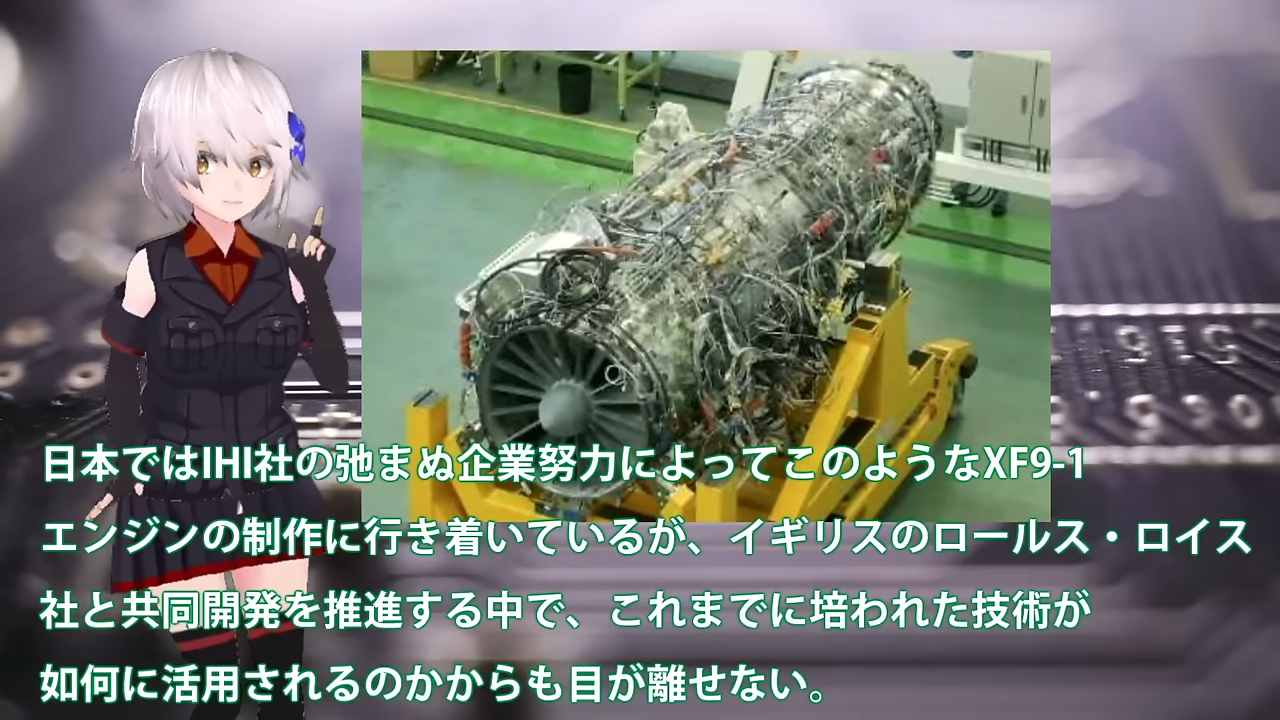 日本ではIHI社の弛まぬ企業努力によってこのようなXF9-1
エンジンの制作に行き着いているが、イギリスのロールス・ロイス
社と共同開発を推進する中で、これまでに培われた技術が
如何に活用されるのかからも目が離せない。